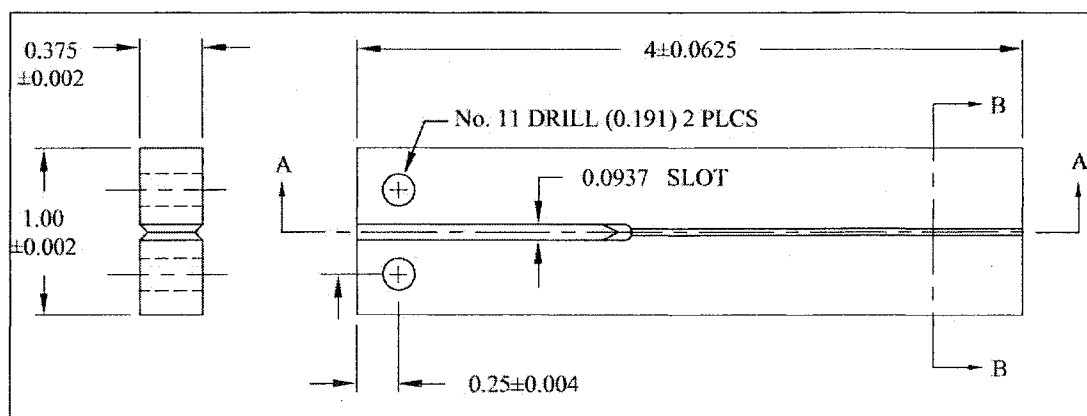 0.375
±0.002
4±0.0625
B
No. 11 DRILL (0.191) 2 PLCS
A
0.0937 SLOT
A
1.00
±0.002
B
0.25±0.004